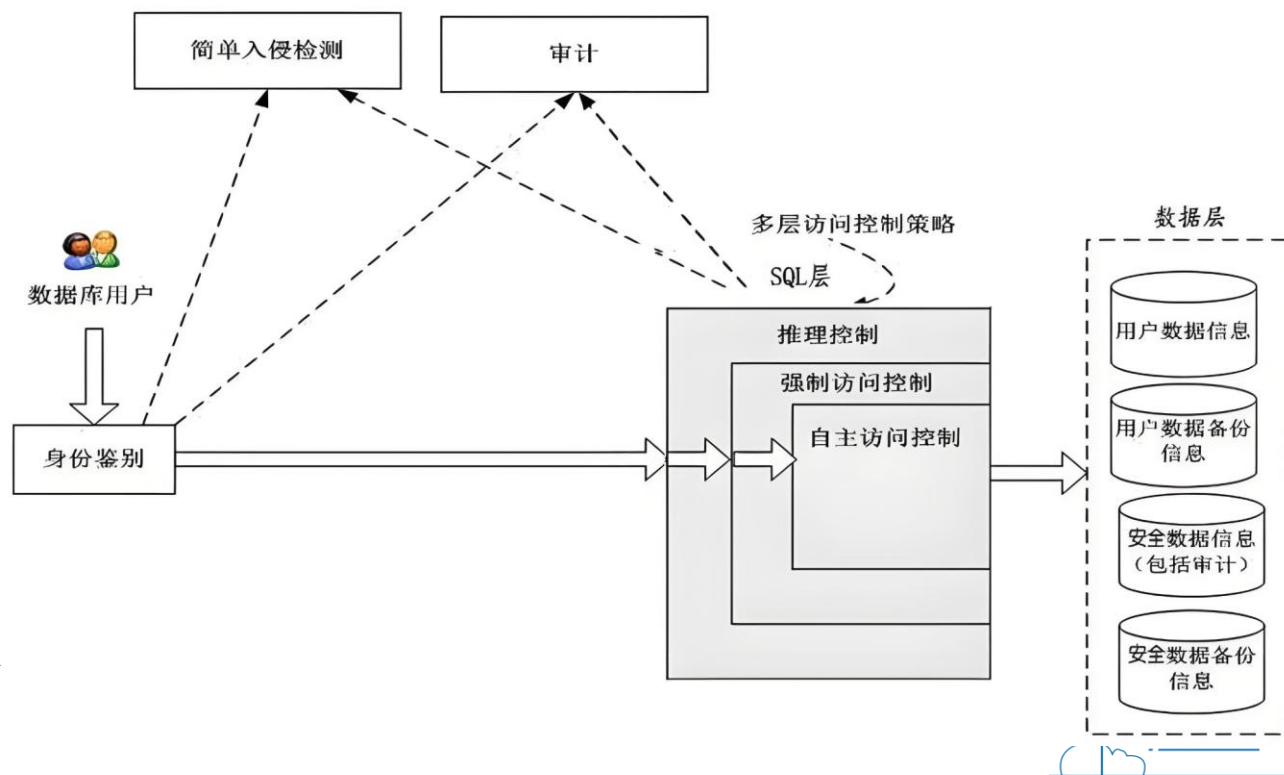 简单入侵检测
审计
多层访问控制策略
数据层
SQL层
数据库用户
用户数据信息
推理控制
强制访问控制
自主访问控制
用户数据备份
信息
身份鉴别
安全数据信息
（包括审计）
安全数据备份
信息